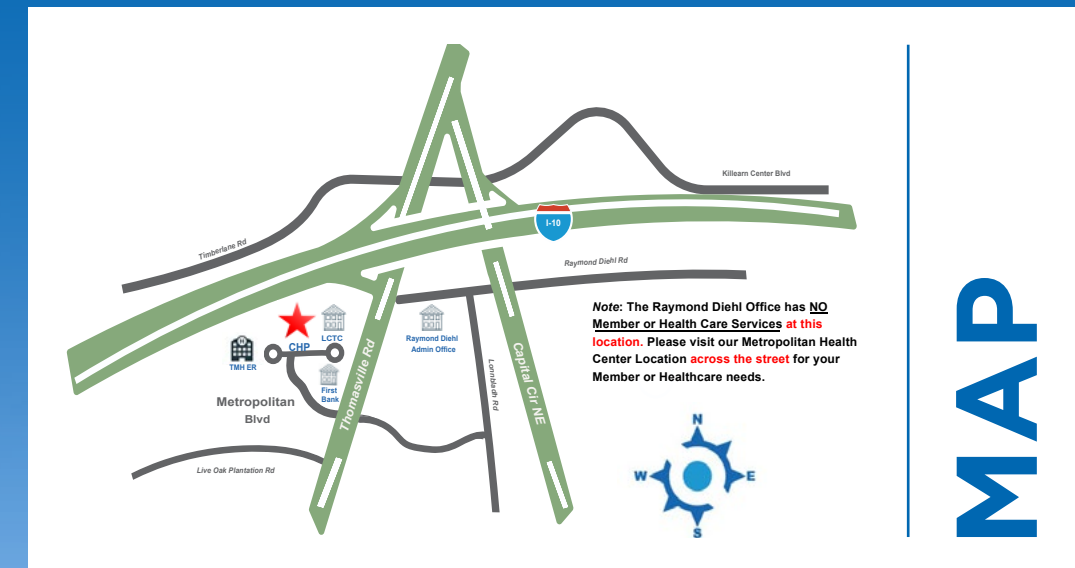 Killearn Center Blvd
I-10
Timberlane Rd
Raymond Diehl Rd
Note: The Raymond Diehl Office has NO
Member or Health Care Services at this
location. Please visit our Metropolitan Health
Center Location across the street for your
Member or Healthcare needs.
LCTC
CHP
Raymond Diehl
Admin Office
TMH ER
First
Bank
Metropolitan
Blvd
Thomasville Rd
Lonnbladh Rd
Capital Cir NE
Live Oak Plantation Rd
N
W
E
S
MAP